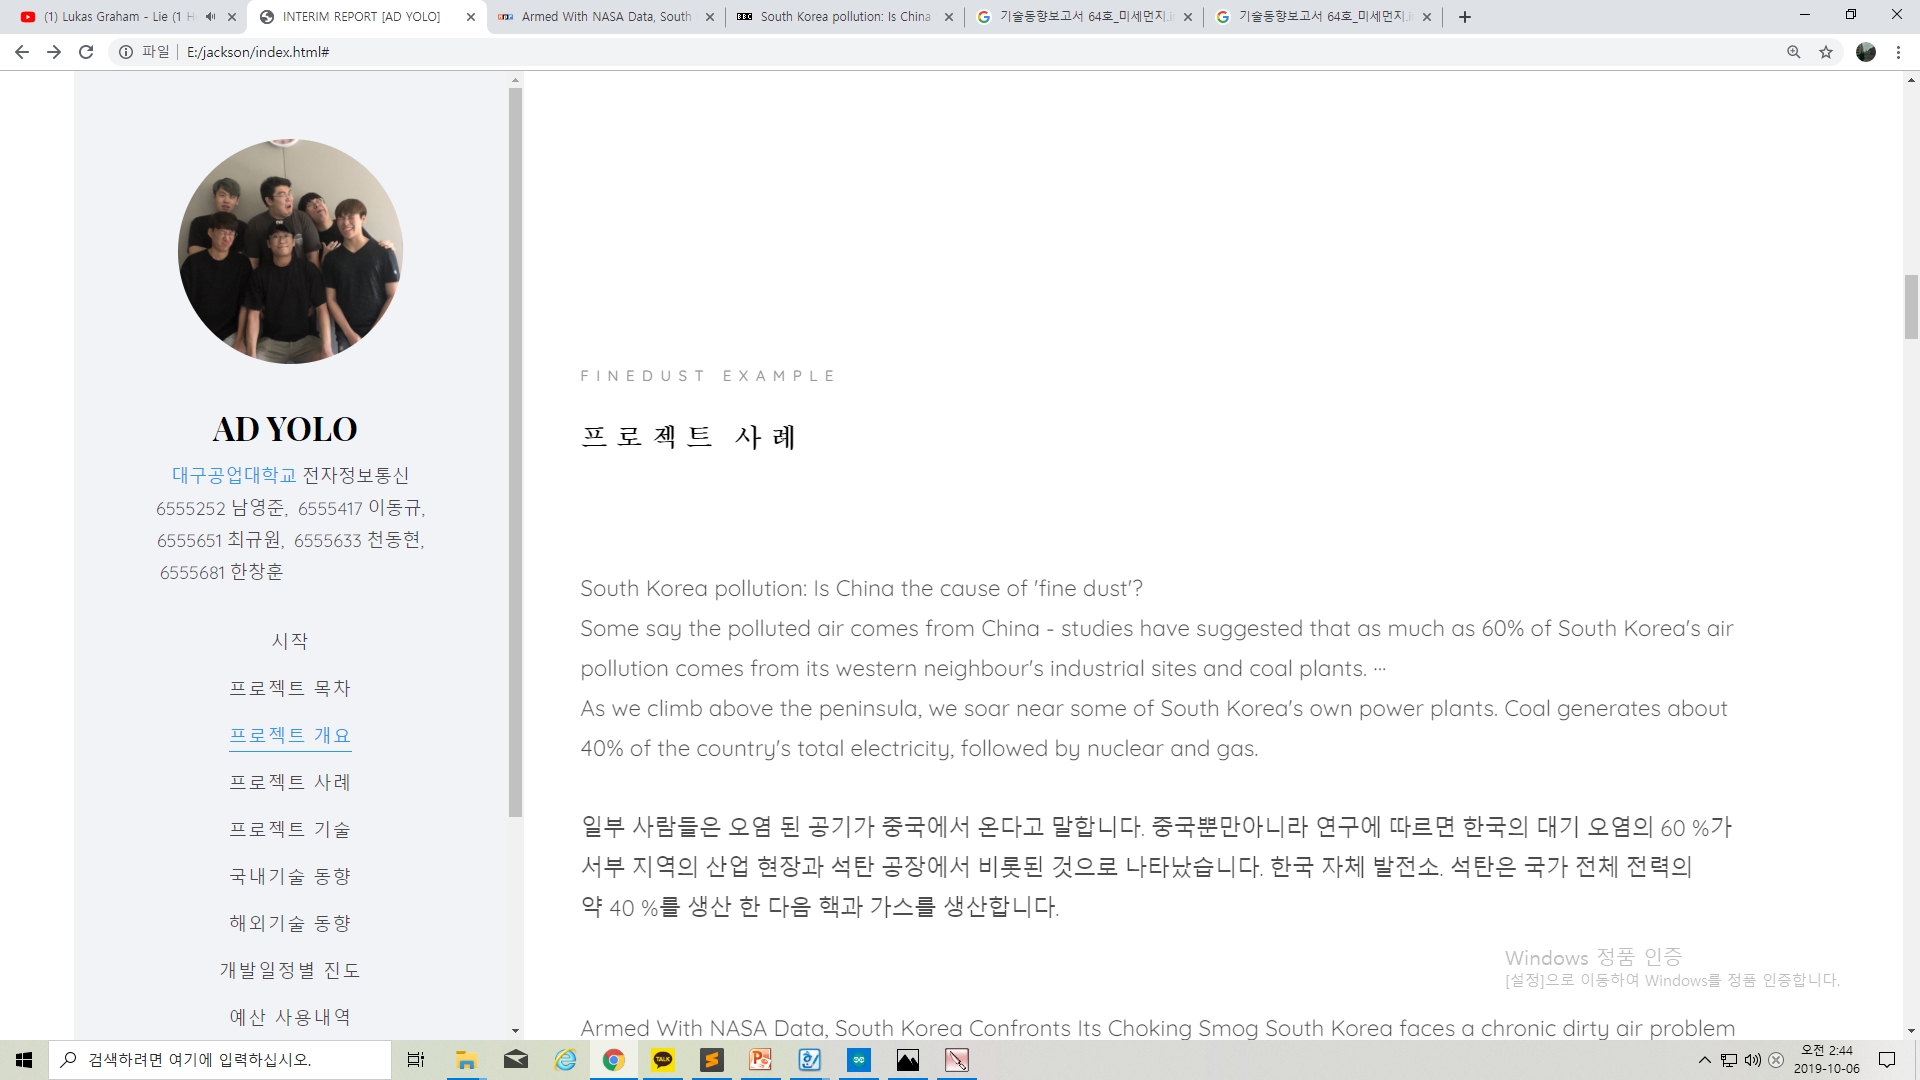 (1) Lukas Graham - Lie (1 H
INTERIM REPORT [AD YOLO]
Armed With NASA Data, South
South Korea pollution: Is China
기술동향보고서 64호_미세먼지.i
기술동향보고서 64호_미세먼지.i
파일
E:/jackson/index.html#
AD YOLO
대구공업대학교 전자정보통신
6555252 남영준, 6555417 이동규,
6555651 최규원, 6555633 천동현,
6555681 한창훈
시작
프로젝트 목차
프로젝트 개요
프로젝트 사례
프로젝트 기술
국내기술 동향
해외기술 동향
개발일정별 진도
예산 사용내역
FINEDUST EXAMPLE
프로젝트 사례
South Korea pollution: Is China the cause of 'fine dust'?
Some say the polluted air comes from China - studies have suggested that as much as 60% of South Korea's air
pollution comes from its western neighbour's industrial sites and coal plants. ···
As we climb above the peninsula, we soar near some of South Korea's own power plants. Coal generates about
40% of the country's total electricity, followed by nuclear and gas.
일부 사람들은 오염 된 공기가 중국에서 온다고 말합니다. 중국뿐만아니라 연구에 따르면 한국의 대기 오염의 60 %가
서부 지역의 산업 현장과 석탄 공장에서 비롯된 것으로 나타났습니다. 한국 자체 발전소. 석탄은 국가 전체 전력의
약 40 %를 생산 한 다음 핵과 가스를 생산합니다.
Windows 정품 인증
[설정]으로 이동하여 Windows를 정품 인증합니다.
Armed With NASA Data, South Korea Confronts Its Choking Smog South Korea faces a chronic dirty air problem
검색하려면 여기에 입력하십시오.
TALK
오전 2:44
2019-10-06